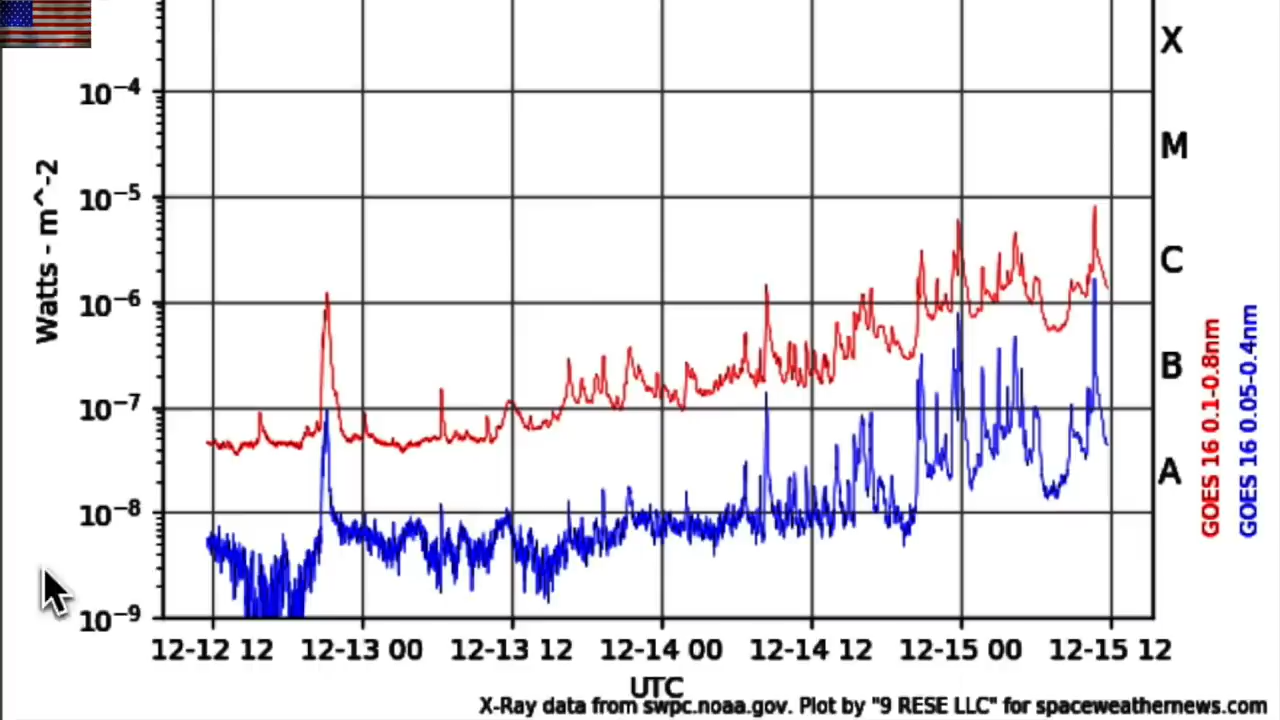 X
10−4
M
10−5
C
10−6
B
10−7
A
10−8
10−9
Watts - m^-2
GOES 16 0.1-0.8nm
GOES 16 0.05-0.4nm
12-12 12 12-13 00 12-13 12 12-14 00 12-14 12 12-15 00 12-15 12
UTC
X-Ray data from swpc.noaa.gov. Plot by "9 RESE LLC" for spaceweathernews.com